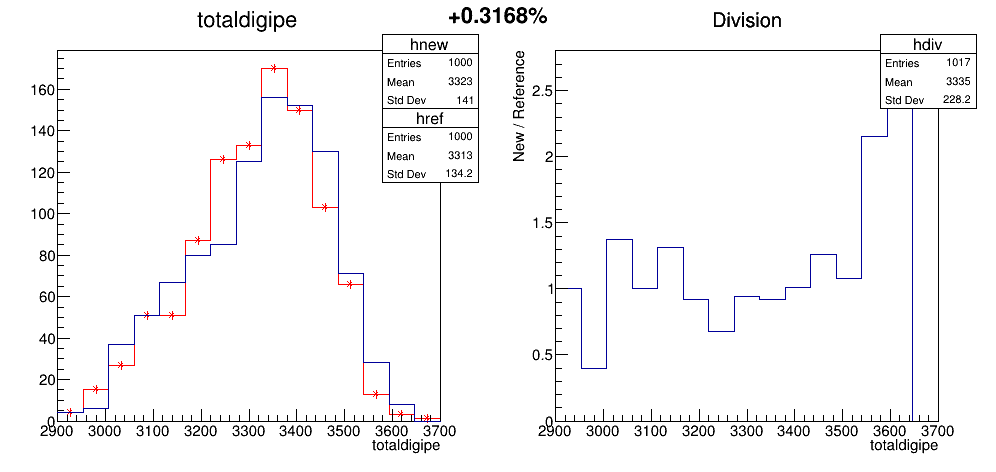 +0.3168%
totaldigipe
hnew
Entries 1000
Mean 3323
Std Dev 141
href
Entries 1000
Mean 3313
Std Dev 134.2
160
140
120
100
80
60
40
20
0
2900 3000 3100 3200 3300 3400 3500 3600 3700
totaldigipe
Division
hdiv
Entries 1017
Mean 3335
Std Dev 228.2
New / Reference
2.5
2
1.5
1
0.5
0
2900 3000 3100 3200 3300 3400 3500 3600 3700
totaldigipe